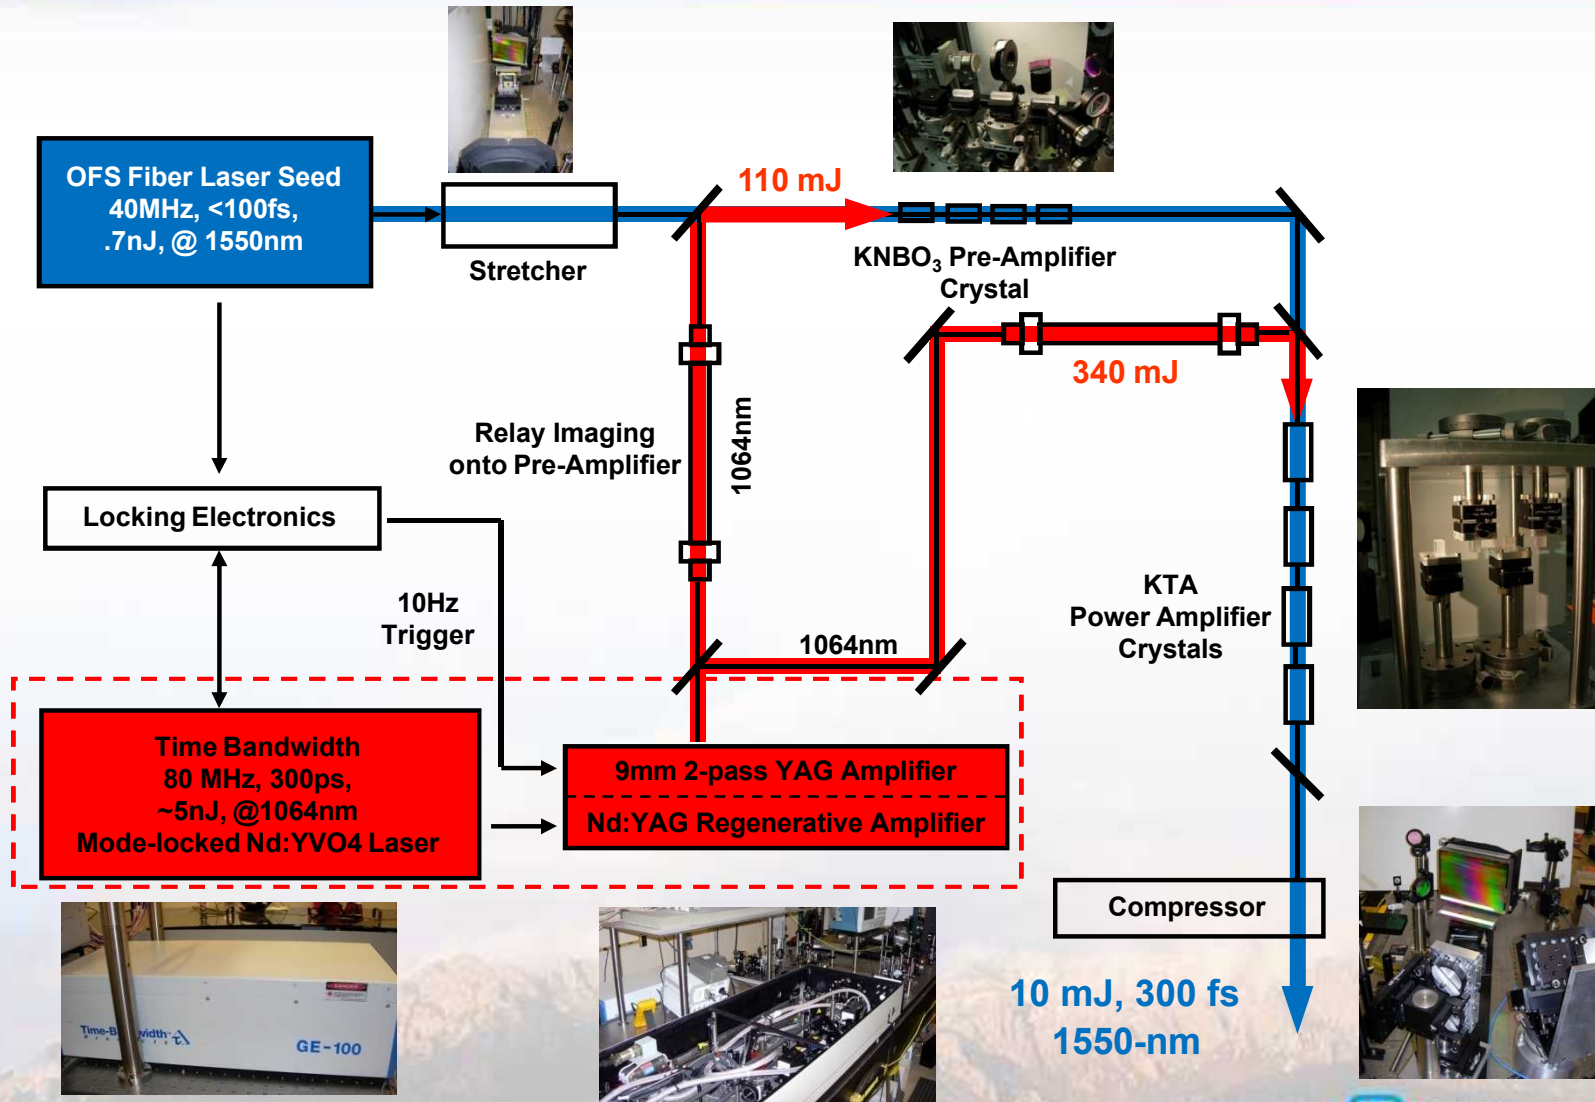 OFS Fiber Laser Seed
40MHz, <100fs,
.7nJ, @ 1550nm
Stretcher
110 mJ
KNBO3 Pre-Amplifier
Crystal
340 mJ
Relay Imaging
onto Pre-Amplifier
1064nm
Locking Electronics
10Hz
Trigger
1064nm
KTA
Power Amplifier
Crystals
Time Bandwidth
80 MHz, 300ps,
~5nJ, @1064nm
Mode-locked Nd:YVO4 Laser
9mm 2-pass YAG Amplifier
Nd:YAG Regenerative Amplifier
Compressor
10 mJ, 300 fs
1550-nm
DANGER
GE-100